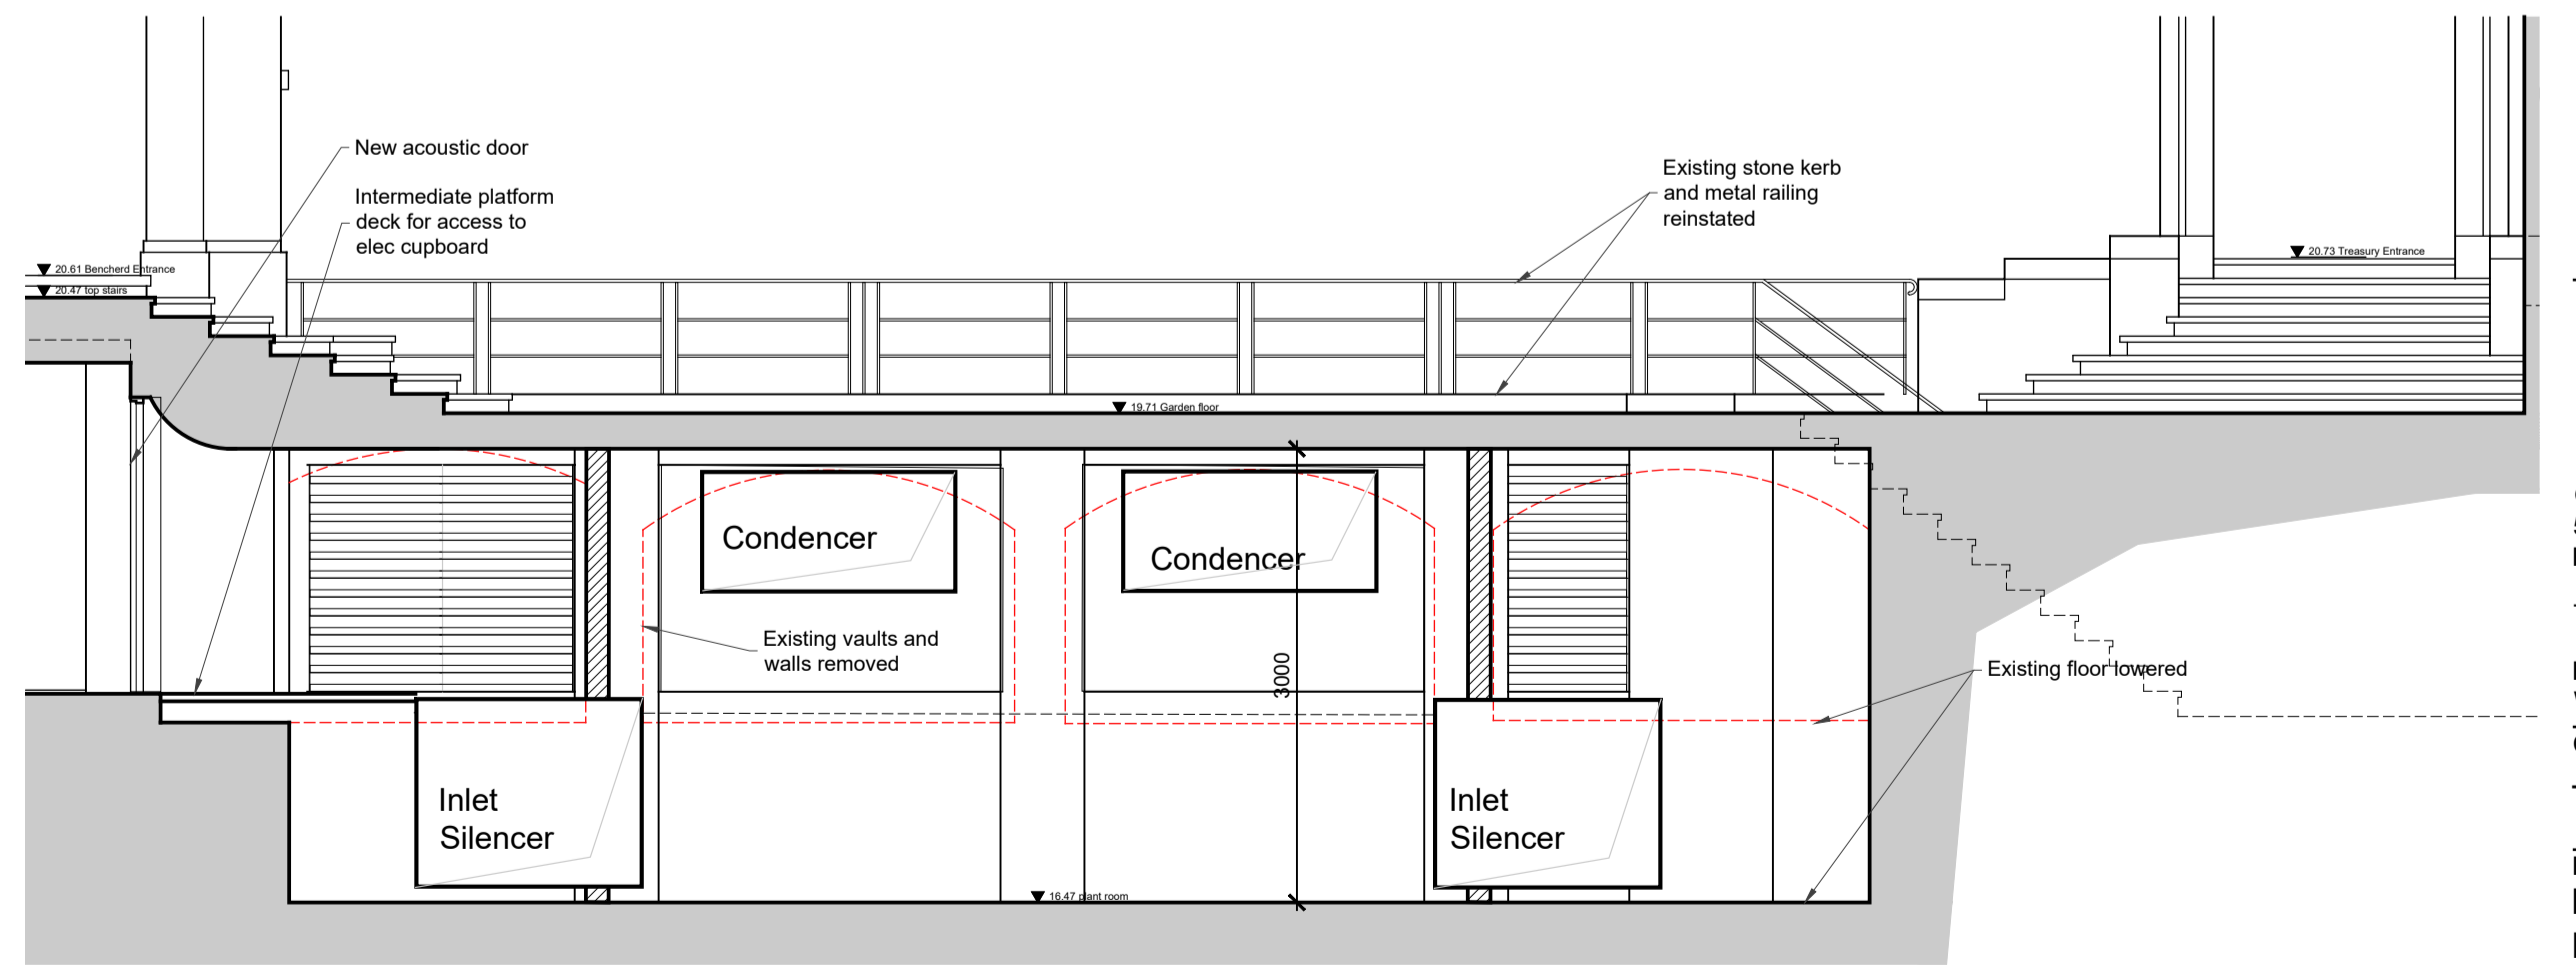 New acoustic door
Intermediate platform
deck for access to
elec cupboard
Existing stone kerb
and metal railing
reinstated
20.61 Bencherd Entrance
20.47 top stairs
20.73 Treasury Entrance
19.71 Garden floor
Condencer
Condencer
Existing vaults and
walls removed
3000
Existing floor lowered
Inlet
Silencer
Inlet
Silencer
16.47 plant room